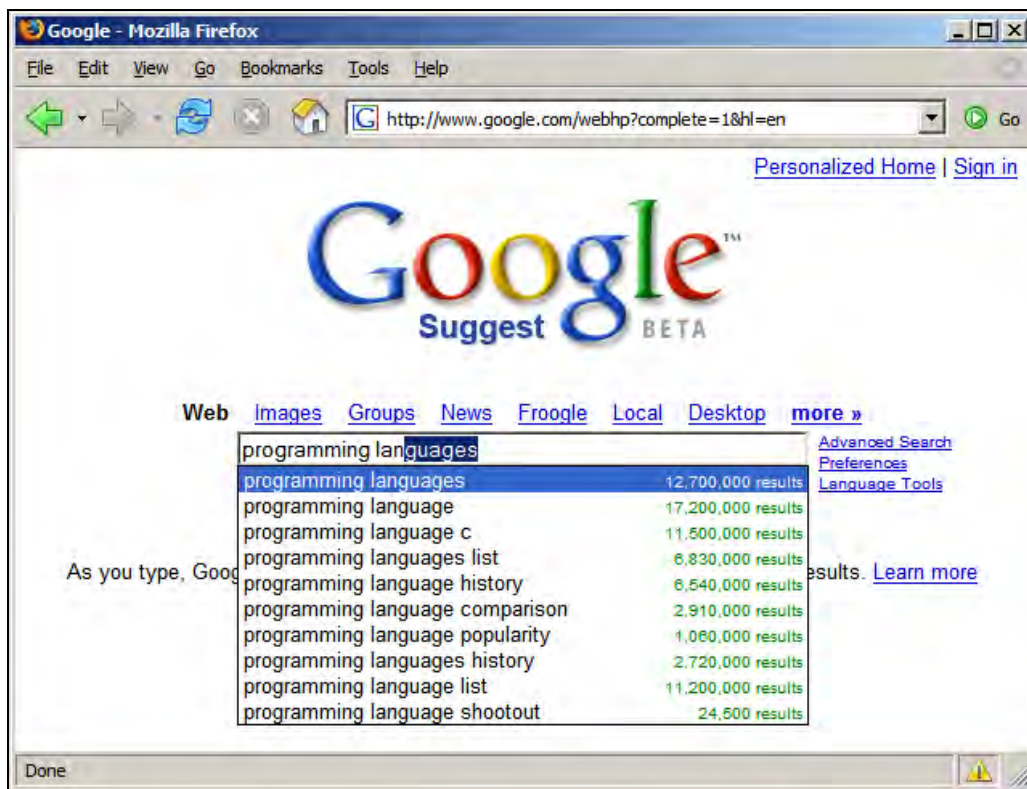 Google - Mozilla Firefox
File Edit View Go Bookmarks Tools Help
G http://www.google.com/webhp?complete=1&hl=en Go
Personalized Home | Sign in
Google™
Suggest BETA
Web Images Groups News Froogle Local Desktop more »
programming languages
Advanced Search
Preferences
Language Tools
programming languages 12,700,000 results
programming language 17,200,000 results
programming language c 11,500,000 results
programming languages list 6,830,000 results
programming language history 6,540,000 results
programming language comparison 2,910,000 results
programming language popularity 1,060,000 results
programming languages history 2,720,000 results
programming language list 11,200,000 results
programming language shootout 24,500 results
As you type, Goog esults. Learn more
Done